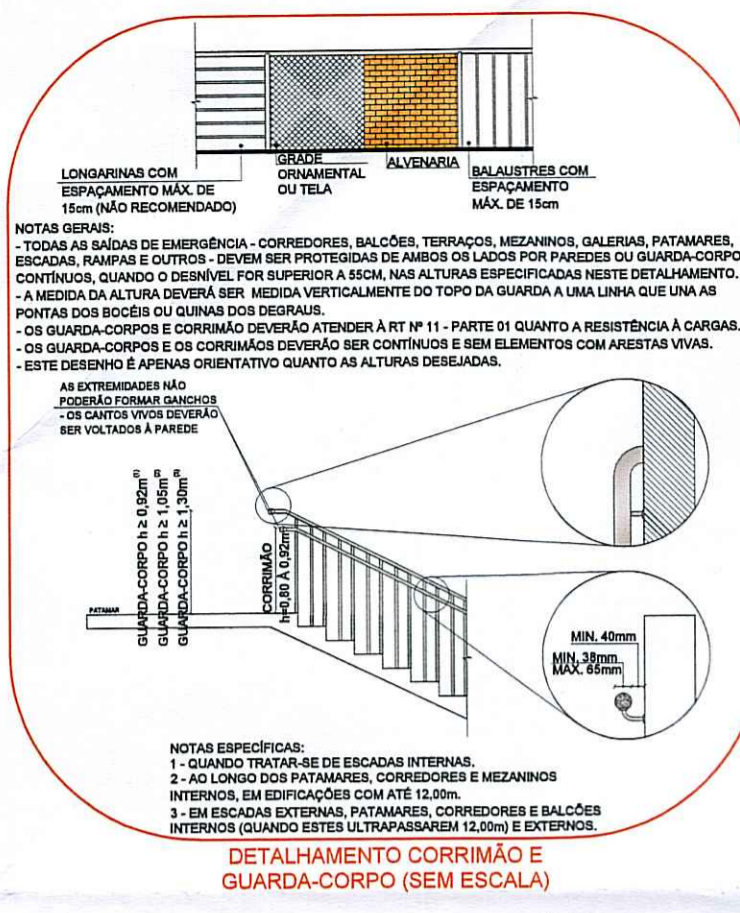 LONGARINAS COM
ESPAÇAMENTO MÁX. DE
15cm (NÃO RECOMENDADO)
GRADE
ORNAMENTAL
OU TELA
ALVENARIA
BALAUSTRES COM
ESPAÇAMENTO
MÁX. DE 15cm
NOTAS GERAIS:
- TODAS AS SAÍDAS DE EMERGÊNCIA - CORREDORES, BALCÕES, TERRAÇOS, MEZANINOS, GALERIAS, PATAMARES,
ESCADAS, RAMPAS E OUTROS - DEVEM SER PROTEGIDAS DE AMBOS OS LADOS POR PAREDES OU GUARDA-CORPO
CONTÍNUOS, QUANDO O DESNÍVEL FOR SUPERIOR A 55CM, NAS ALTURAS ESPECIFICADAS NESTE DETALHAMENTO.
- A MEDIDA DA ALTURA DEVERÁ SER MEDIDA VERTICALMENTE DO TOPO DA GUARDA A UMA LINHA QUE UNA AS
PONTAS DOS BOCÉIS OU QUINAS DOS DEGRAUS.
- OS GUARDA-CORPOS E CORRIMÃO DEVERÃO ATENDER À RT Nº 11 - PARTE 01 QUANTO A RESISTÊNCIA À CARGAS.
- OS GUARDA-CORPOS E OS CORRIMÃOS DEVERÃO SER CONTÍNUOS E SEM ELEMENTOS COM ARESTAS VIVAS.
- ESTE DESENHO É APENAS ORIENTATIVO QUANTO AS ALTURAS DESEJADAS.
AS EXTREMIDADES NÃO
PODERÃO FORMAR GANCHOS
- OS CANTOS VIVOS DEVERÃO
SER VOLTADOS À PAREDE
GUARDA-CORPO h ≥ 0,92m
GUARDA-CORPO h ≥ 1,05m
GUARDA-CORPO h ≥ 1,30m
CORRIMÃO
h=0,80 À 0,92m
PATAMAR
MIN. 40mm
MIN. 38mm
MÁX. 65mm
NOTAS ESPECÍFICAS:
1 - QUANDO TRATAR-SE DE ESCADAS INTERNAS.
2 - AO LONGO DOS PATAMARES, CORREDORES E MEZANINOS
INTERNOS, EM EDIFICAÇÕES COM ATÉ 12,00m.
3 - EM ESCADAS EXTERNAS, PATAMARES, CORREDORES E BALCÕES
INTERNOS (QUANDO ESTES ULTRAPASSAREM 12,00m) E EXTERNOS.
DETALHAMENTO CORRIMÃO E
GUARDA-CORPO (SEM ESCALA)